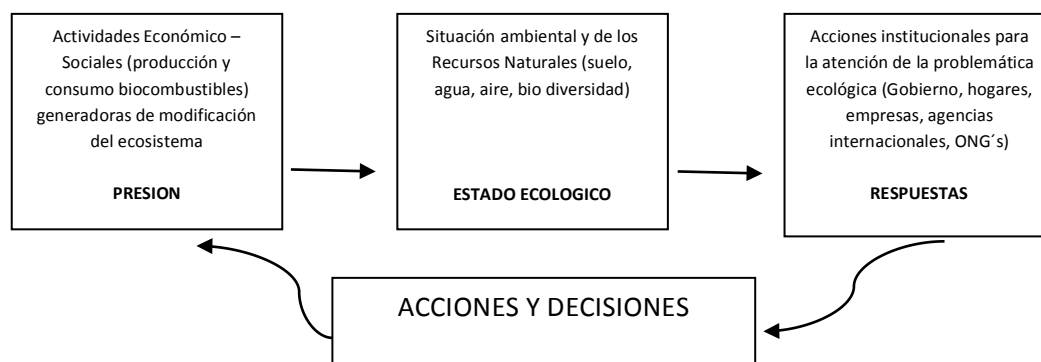 Actividades Económico –
Sociales (producción y
consumo biocombustibles)
generadoras de modificación
del ecosistema
PRESION
Situación ambiental y de los
Recursos Naturales (suelo,
agua, aire, bio diversidad)
ESTADO ECOLOGICO
Acciones institucionales para
la atención de la problemática
ecológica (Gobierno, hogares,
empresas, agencias
internacionales, ONG´s)
RESPUESTAS
ACCIONES Y DECISIONES